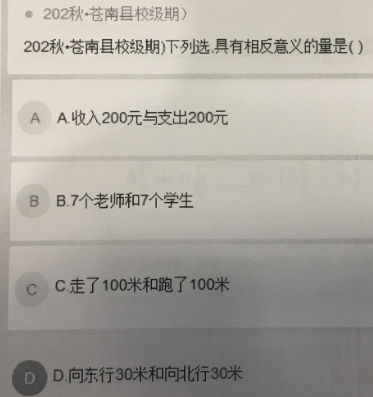 202秋•苍南县校级期）
202秋•苍南县校级期)下列选,具有相反意义的量是( )
A A.收入200元与支出200元
B B.7个老师和7个学生
C C.走了100米和跑了100米
D D.向东行30米和向北行30米